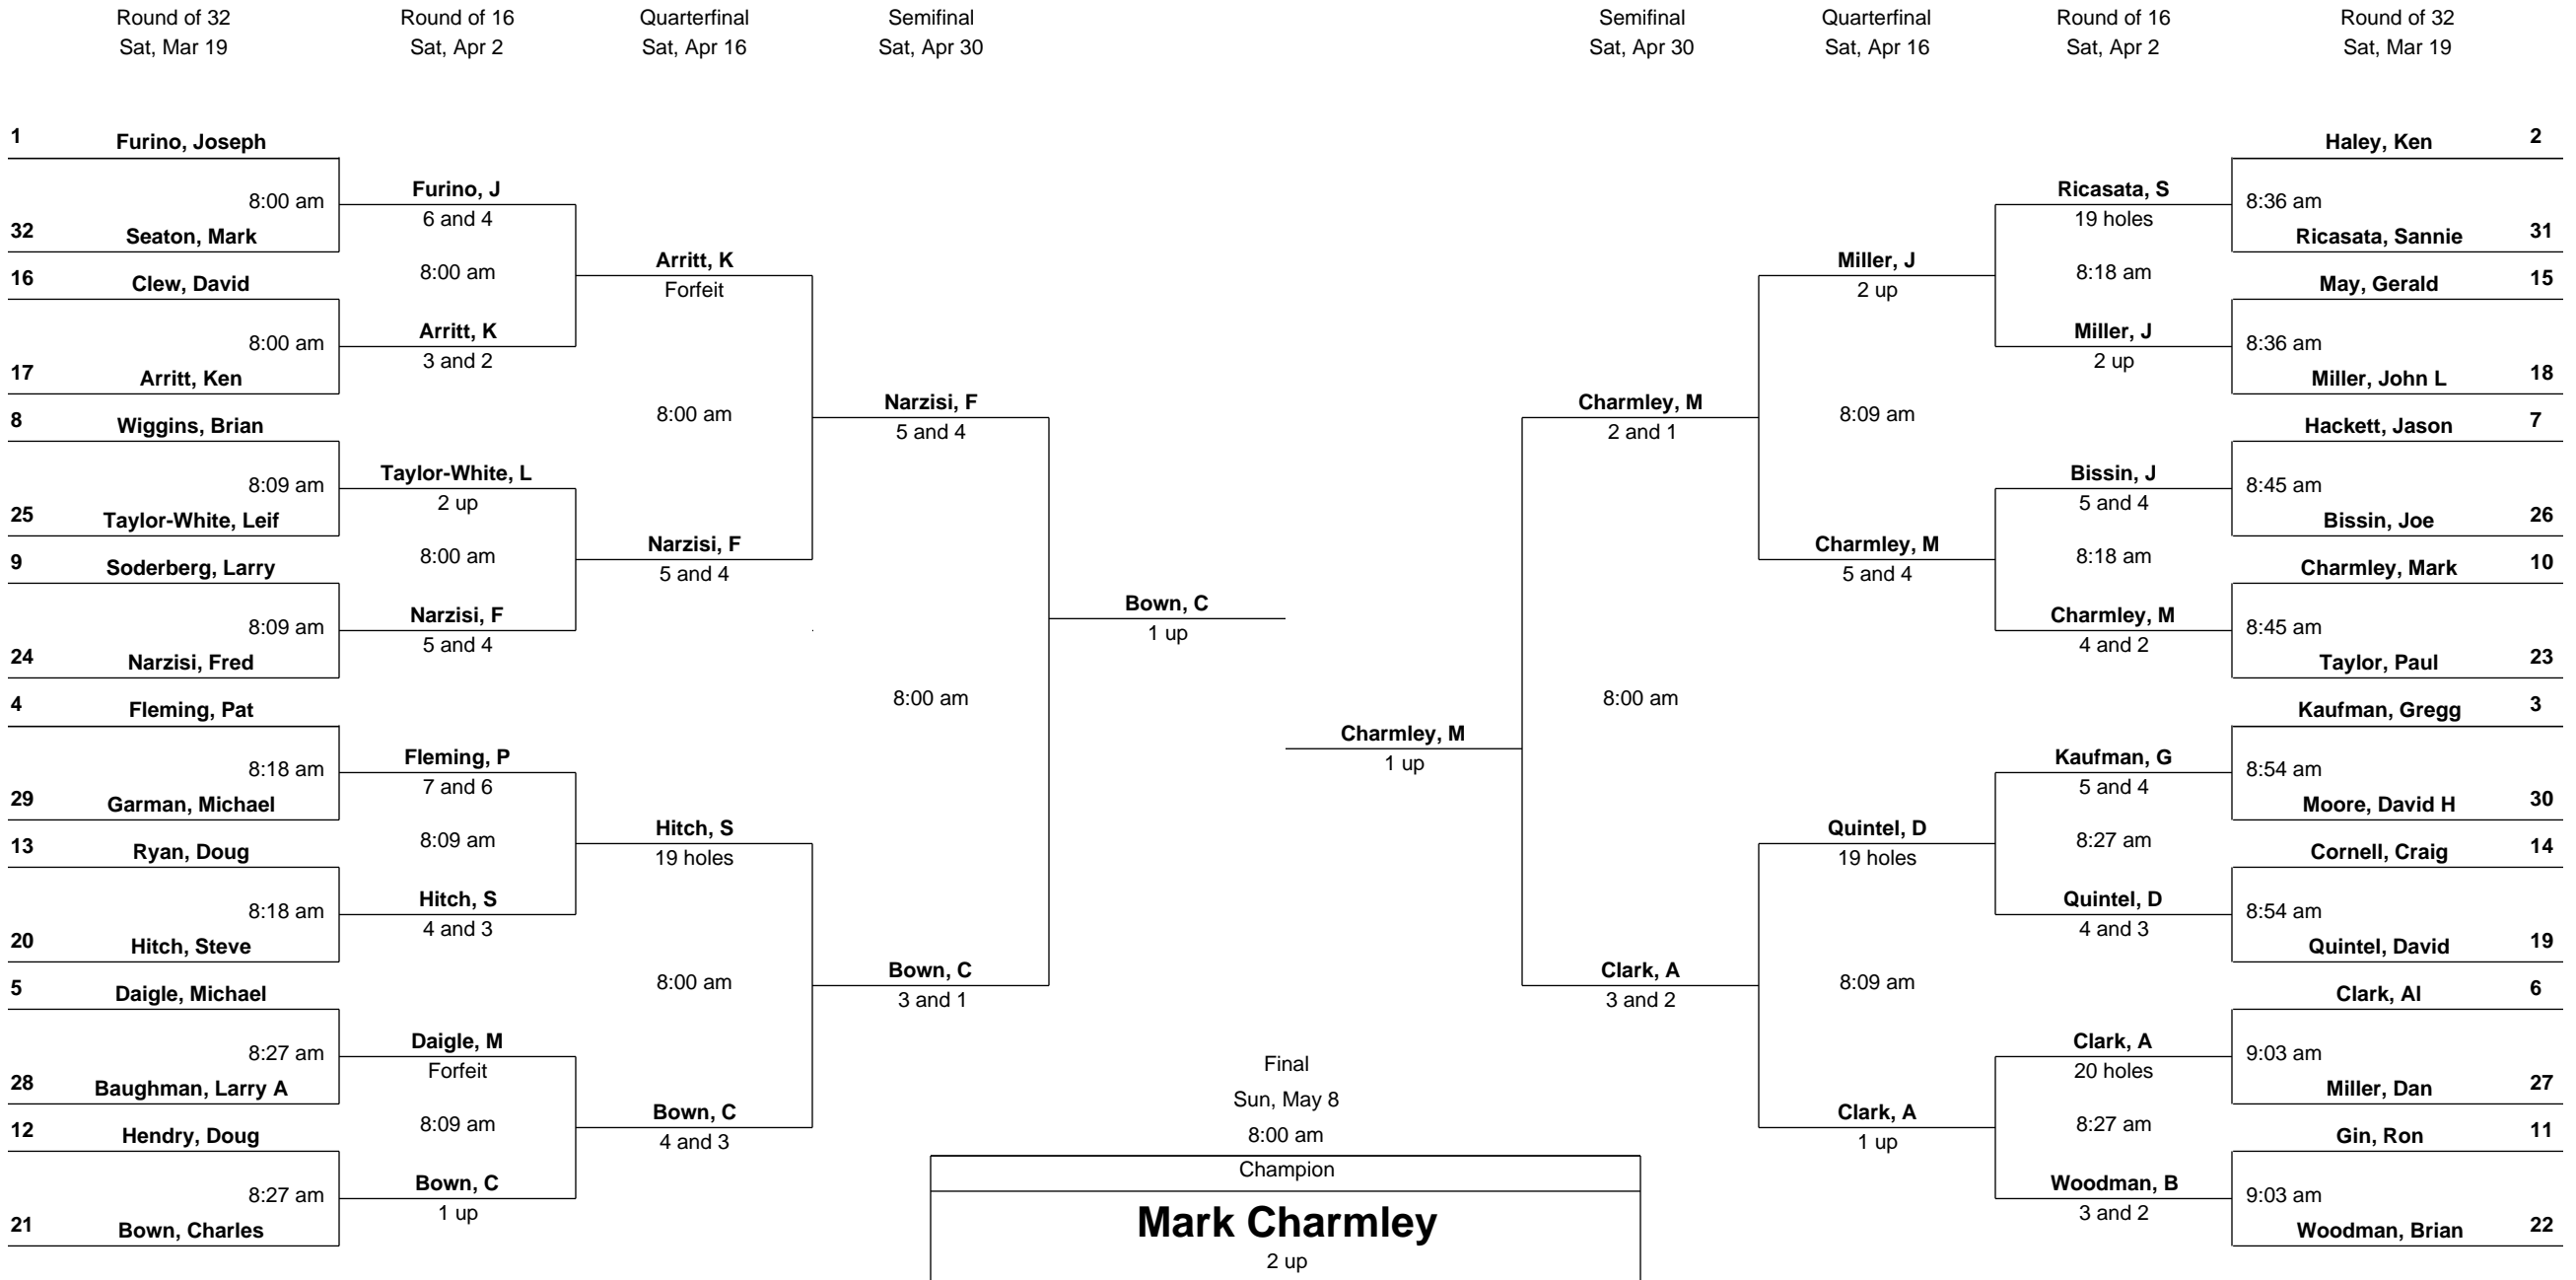 Round of 32
Sat, Mar 19
Round of 16
Sat, Apr 2
Quarterfinal
Sat, Apr 16
Semifinal
Sat, Apr 30
Semifinal
Sat, Apr 30
Quarterfinal
Sat, Apr 16
Round of 16
Sat, Apr 2
Round of 32
Sat, Mar 19
1 Furino, Joseph
8:00 am
32 Seaton, Mark
16 Clew, David
8:00 am
17 Arritt, Ken
8 Wiggins, Brian
8:09 am
25 Taylor-White, Leif
9 Soderberg, Larry
8:09 am
24 Narzisi, Fred
4 Fleming, Pat
8:18 am
29 Garman, Michael
13 Ryan, Doug
8:18 am
20 Hitch, Steve
5 Daigle, Michael
8:27 am
28 Baughman, Larry A
12 Hendry, Doug
8:27 am
21 Bown, Charles
Furino, J
6 and 4
8:00 am
Arritt, K
3 and 2
Taylor-White, L
2 up
8:00 am
Narzisi, F
5 and 4
Fleming, P
7 and 6
8:09 am
Hitch, S
4 and 3
Daigle, M
Forfeit
8:09 am
Bown, C
1 up
Arritt, K
Forfeit
8:00 am
Narzisi, F
5 and 4
Hitch, S
19 holes
8:00 am
Bown, C
4 and 3
Narzisi, F
5 and 4
8:00 am
Bown, C
3 and 1
Bown, C
1 up
Charmley, M
1 up
Charmley, M
2 and 1
8:00 am
Clark, A
3 and 2
Miller, J
2 up
8:09 am
Charmley, M
5 and 4
Quintel, D
19 holes
8:09 am
Clark, A
1 up
Ricasata, S
19 holes
8:18 am
Miller, J
2 up
Bissin, J
5 and 4
8:18 am
Charmley, M
4 and 2
Kaufman, G
5 and 4
8:27 am
Quintel, D
4 and 3
Clark, A
20 holes
8:27 am
Woodman, B
3 and 2
Haley, Ken 2
8:36 am
Ricasata, Sannie 31
May, Gerald 15
8:36 am
Miller, John L 18
Hackett, Jason 7
8:45 am
Bissin, Joe 26
Charmley, Mark 10
8:45 am
Taylor, Paul 23
Kaufman, Gregg 3
8:54 am
Moore, David H 30
Cornell, Craig 14
8:54 am
Quintel, David 19
Clark, Al 6
9:03 am
Miller, Dan 27
Gin, Ron 11
9:03 am
Woodman, Brian 22
Final
Sun, May 8
8:00 am
Champion
Mark Charmley
2 up